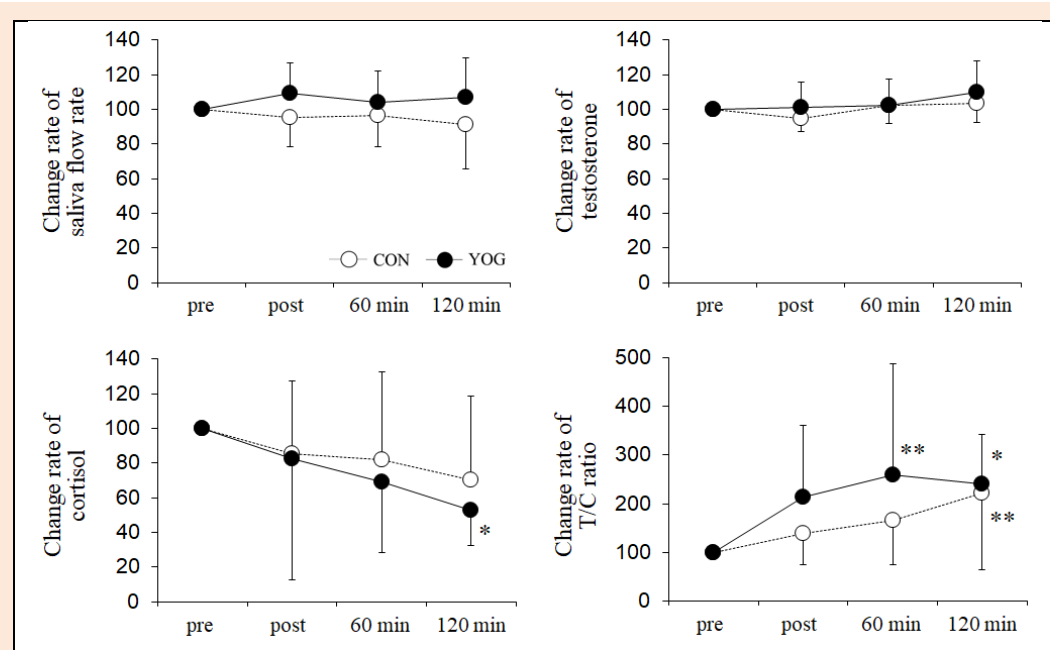 Change rate of
saliva flow rate
140
120
100
80
60
40
20
0
CON YOG
pre post 60 min 120 min
Change rate of
testosterone
140
120
100
80
60
40
20
0
pre post 60 min 120 min
Change rate of
cortisol
140
120
100
80
60
40
20
0
*
pre post 60 min 120 min
Change rate of
T/C ratio
500
400
300
200
100
0
**
*
**
pre post 60 min 120 min